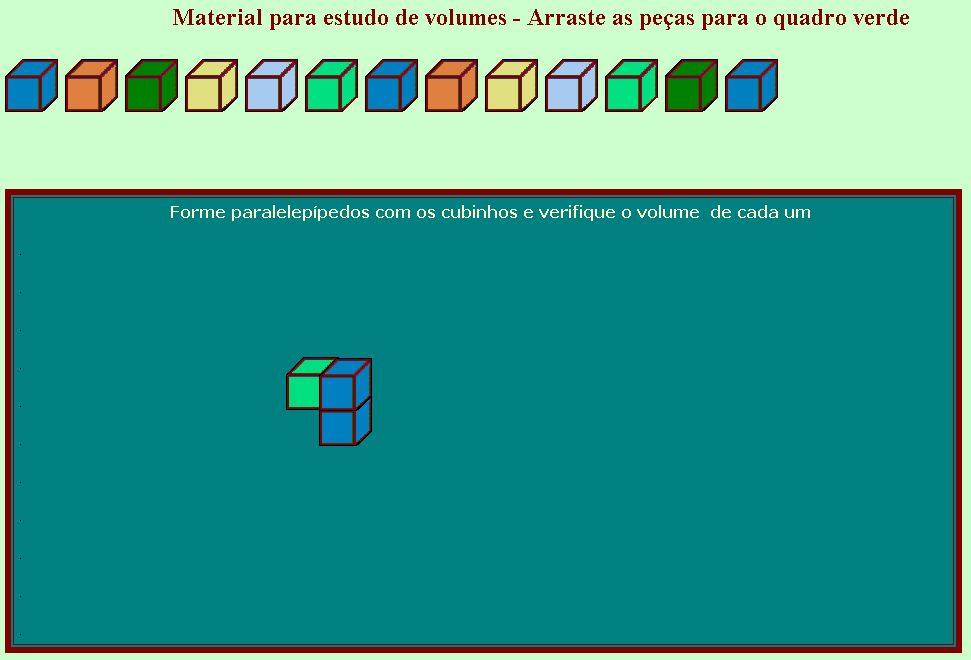 Material para estudo de volumes - Arraste as peças para o quadro verde
Forme paralelepípedos com os cubinhos e verifique o volume  de cada um